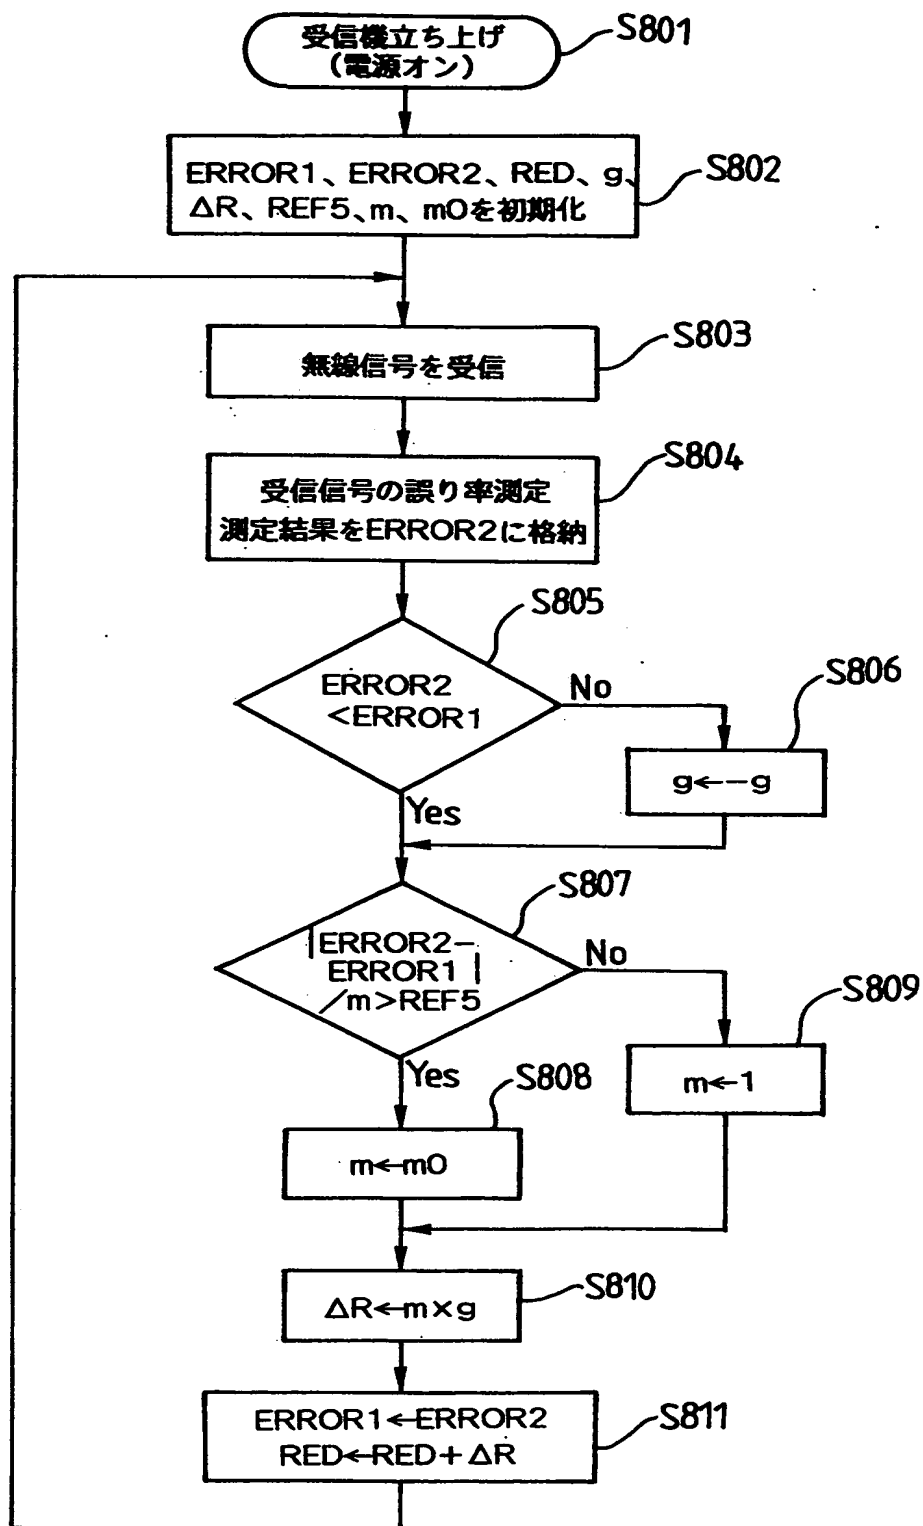 受信機立ち上げ
(電源オン)
S801
ERROR1、ERROR2、RED、g、
ΔR、REF5、m、m0を初期化
S802
無線信号を受信
S803
受信信号の誤り率測定
測定結果をERROR2に格納
S804
ERROR2
<ERROR1
S805
No
g←−g
S806
Yes
|ERROR2−
ERROR1|
/m>REF5
S807
No
m←1
S809
Yes
m←m0
S808
ΔR←m×g
S810
ERROR1←ERROR2
RED←RED+ΔR
S811